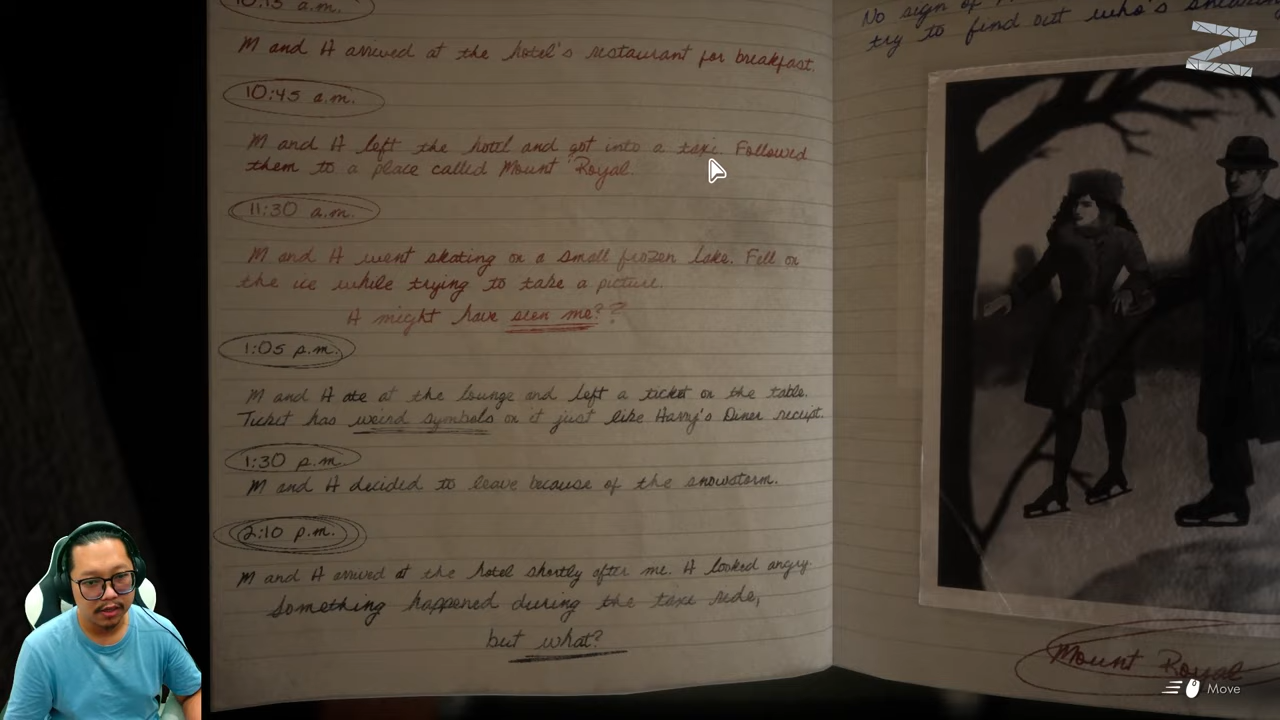 10:15 a.m.
M and A arrived at the hotel's restaurant for breakfast.
10:45 a.m.
M and A left the hotel and got into a taxi. Followed
them to a place called Mount Royal.
11:30 a.m.
M and A went skating on a small frozen lake. Fell on
the ice while trying to take a picture.
A might have seen me??
1:05 p.m.
M and A ate at the lounge and left a ticket on the table.
Ticket has weird symbols on it just like Harry's Diner receipt.
1:30 p.m.
M and A decided to leave because of the snowstorm.
2:10 p.m.
M and A arrived at the hotel shortly after me. A looked angry.
Something happened during the taxi ride,
but what?
No sign of
try to find out who's
Mount Royal
Move